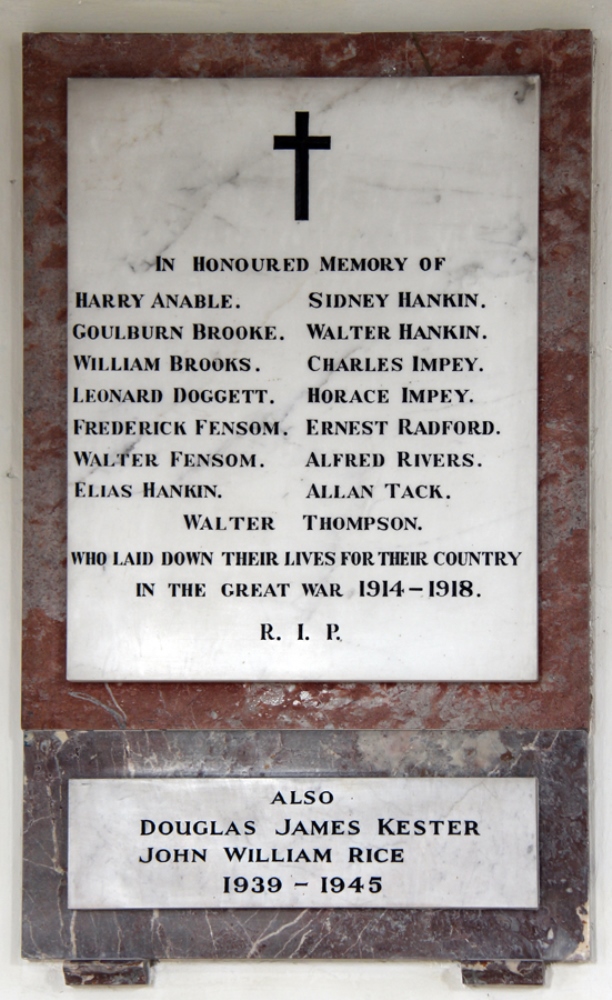 IN HONOURED MEMORY OF
HARRY ANABLE. SIDNEY HANKIN.
GOULBURN BROOKE. WALTER HANKIN.
WILLIAM BROOKS. CHARLES IMPEY.
LEONARD DOGGETT. HORACE IMPEY.
FREDERICK FENSOM. ERNEST RADFORD.
WALTER FENSOM. ALFRED RIVERS.
ELIAS HANKIN. ALLAN TACK.
WALTER THOMPSON.
WHO LAID DOWN THEIR LIVES FOR THEIR COUNTRY
IN THE GREAT WAR 1914-1918.
R. I. P.
ALSO
DOUGLAS JAMES KESTER
JOHN WILLIAM RICE
1939 - 1945